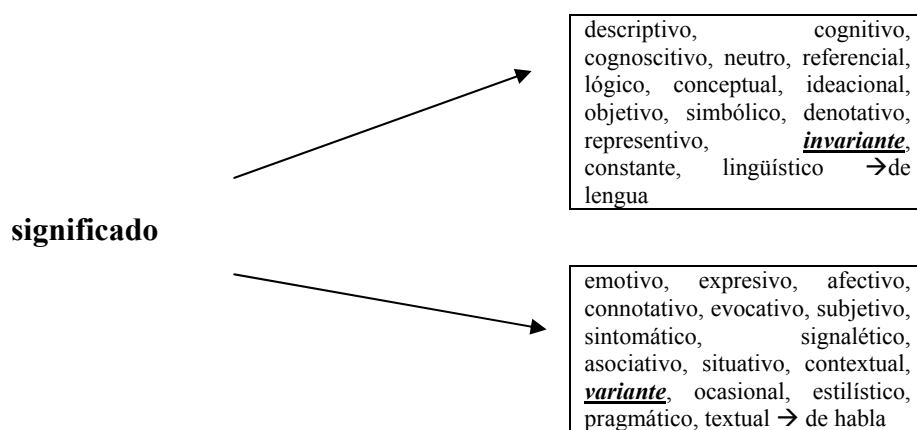 significado
descriptivo, cognitivo,
cognoscitivo, neutro, referencial,
lógico, conceptual, ideacional,
objetivo, simbólico, denotativo,
representivo, invariante,
constante, lingüístico →de
lengua
emotivo, expresivo, afectivo,
connotativo, evocativo, subjetivo,
sintomático, signalético,
asociativo, situativo, contextual,
variante, ocasional, estilístico,
pragmático, textual → de habla